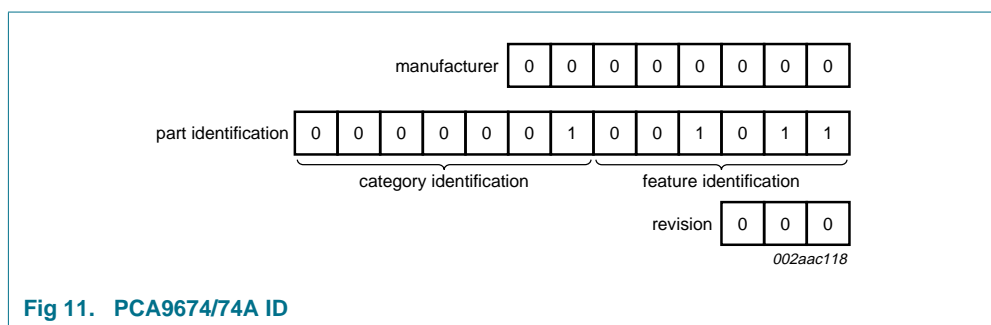 manufacturer 0 0 0 0 0 0 0 0
part identification 0 0 0 0 0 0 1 0 0 1 0 1 1
category identification feature identification
revision 0 0 0
002aac118
Fig 11. PCA9674/74A ID